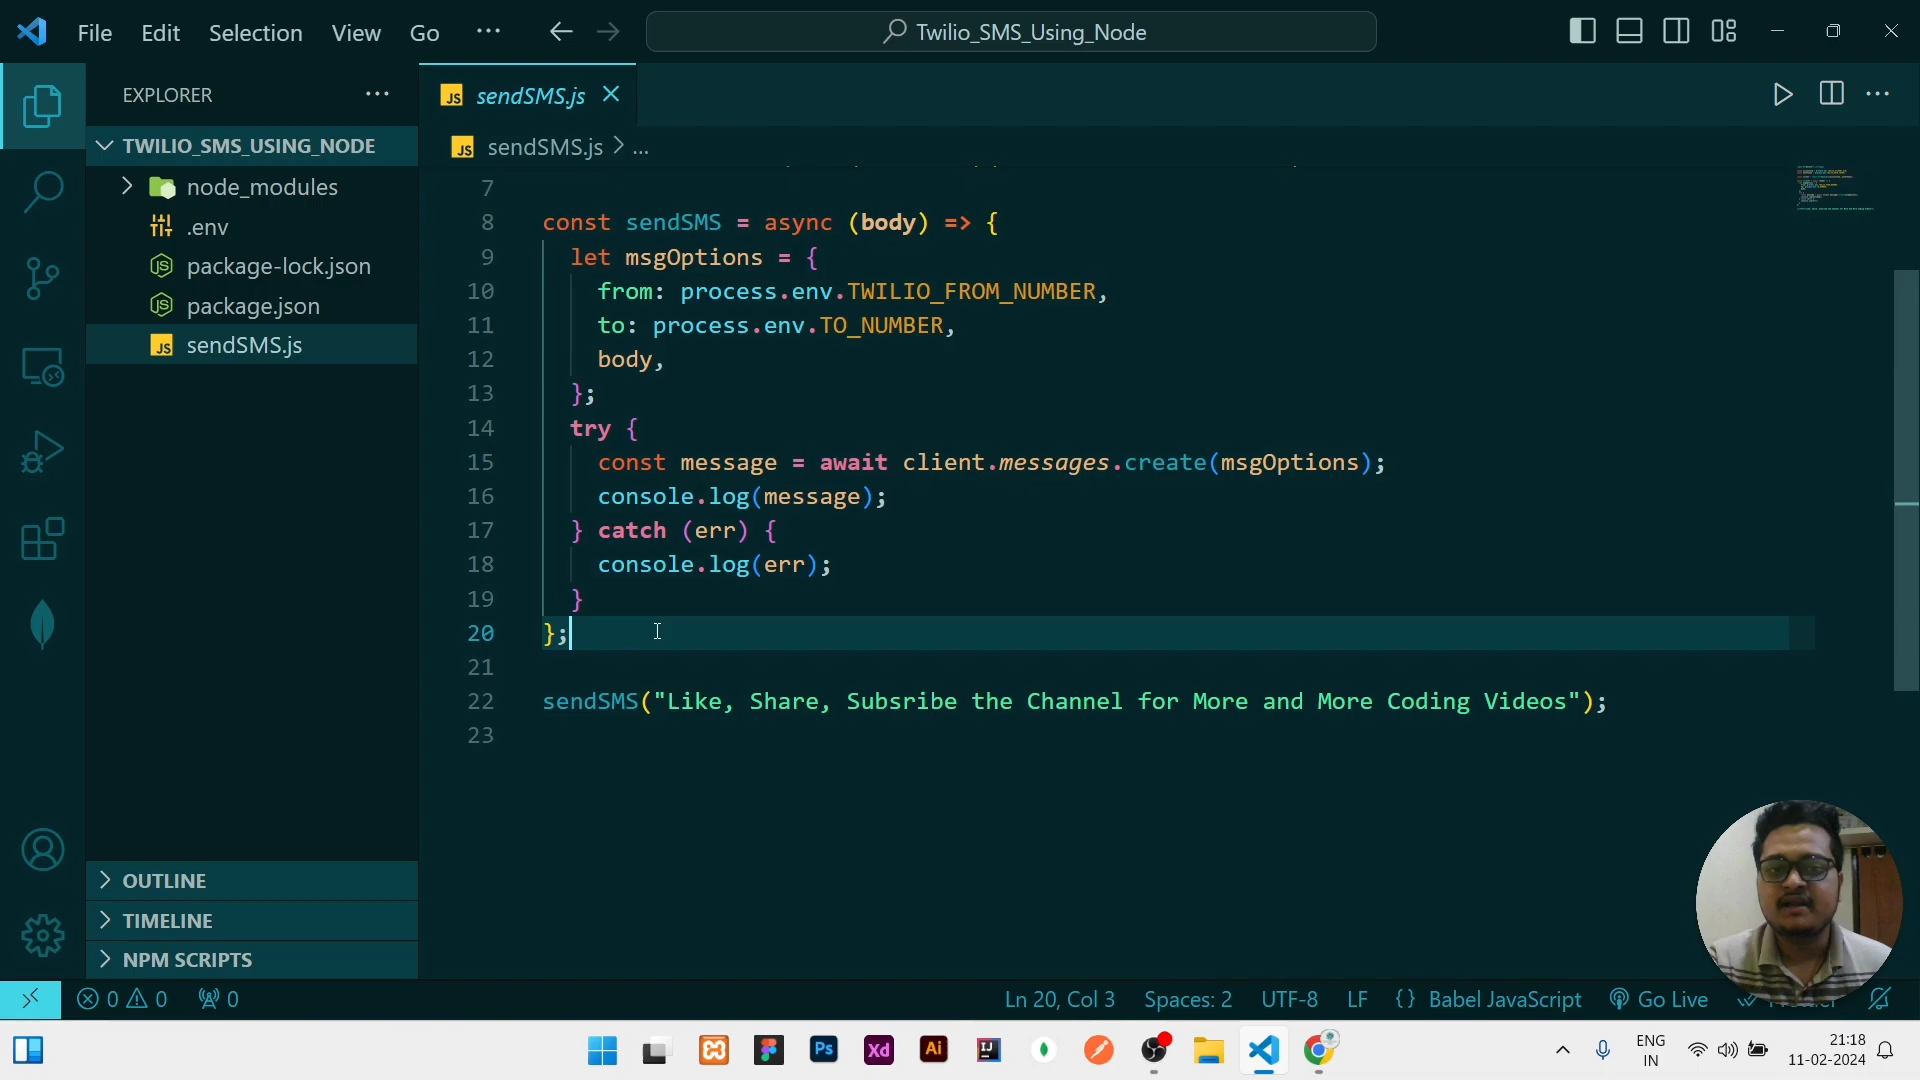 File Edit Selection View Go ... Twilio_SMS_Using_Node
EXPLORER ...
TWILIO_SMS_USING_NODE
node_modules
.env
package-lock.json
package.json
JS sendSMS.js
OUTLINE
TIMELINE
NPM SCRIPTS
JS sendSMS.js
JS sendSMS.js > ...
7
8 const sendSMS = async (body) => {
9 let msgOptions = {
10 from: process.env.TWILIO_FROM_NUMBER,
11 to: process.env.TO_NUMBER,
12 body,
13 };
14 try {
15 const message = await client.messages.create(msgOptions);
16 console.log(message);
17 } catch (err) {
18 console.log(err);
19 }
20 };
21
22 sendSMS("Like, Share, Subsribe the Channel for More and More Coding Videos");
23
0 0 0 Ln 20, Col 3 Spaces: 2 UTF-8 LF {} Babel JavaScript Go Live
Ps Xd Ai IJ
ENG
IN
21:18
11-02-2024